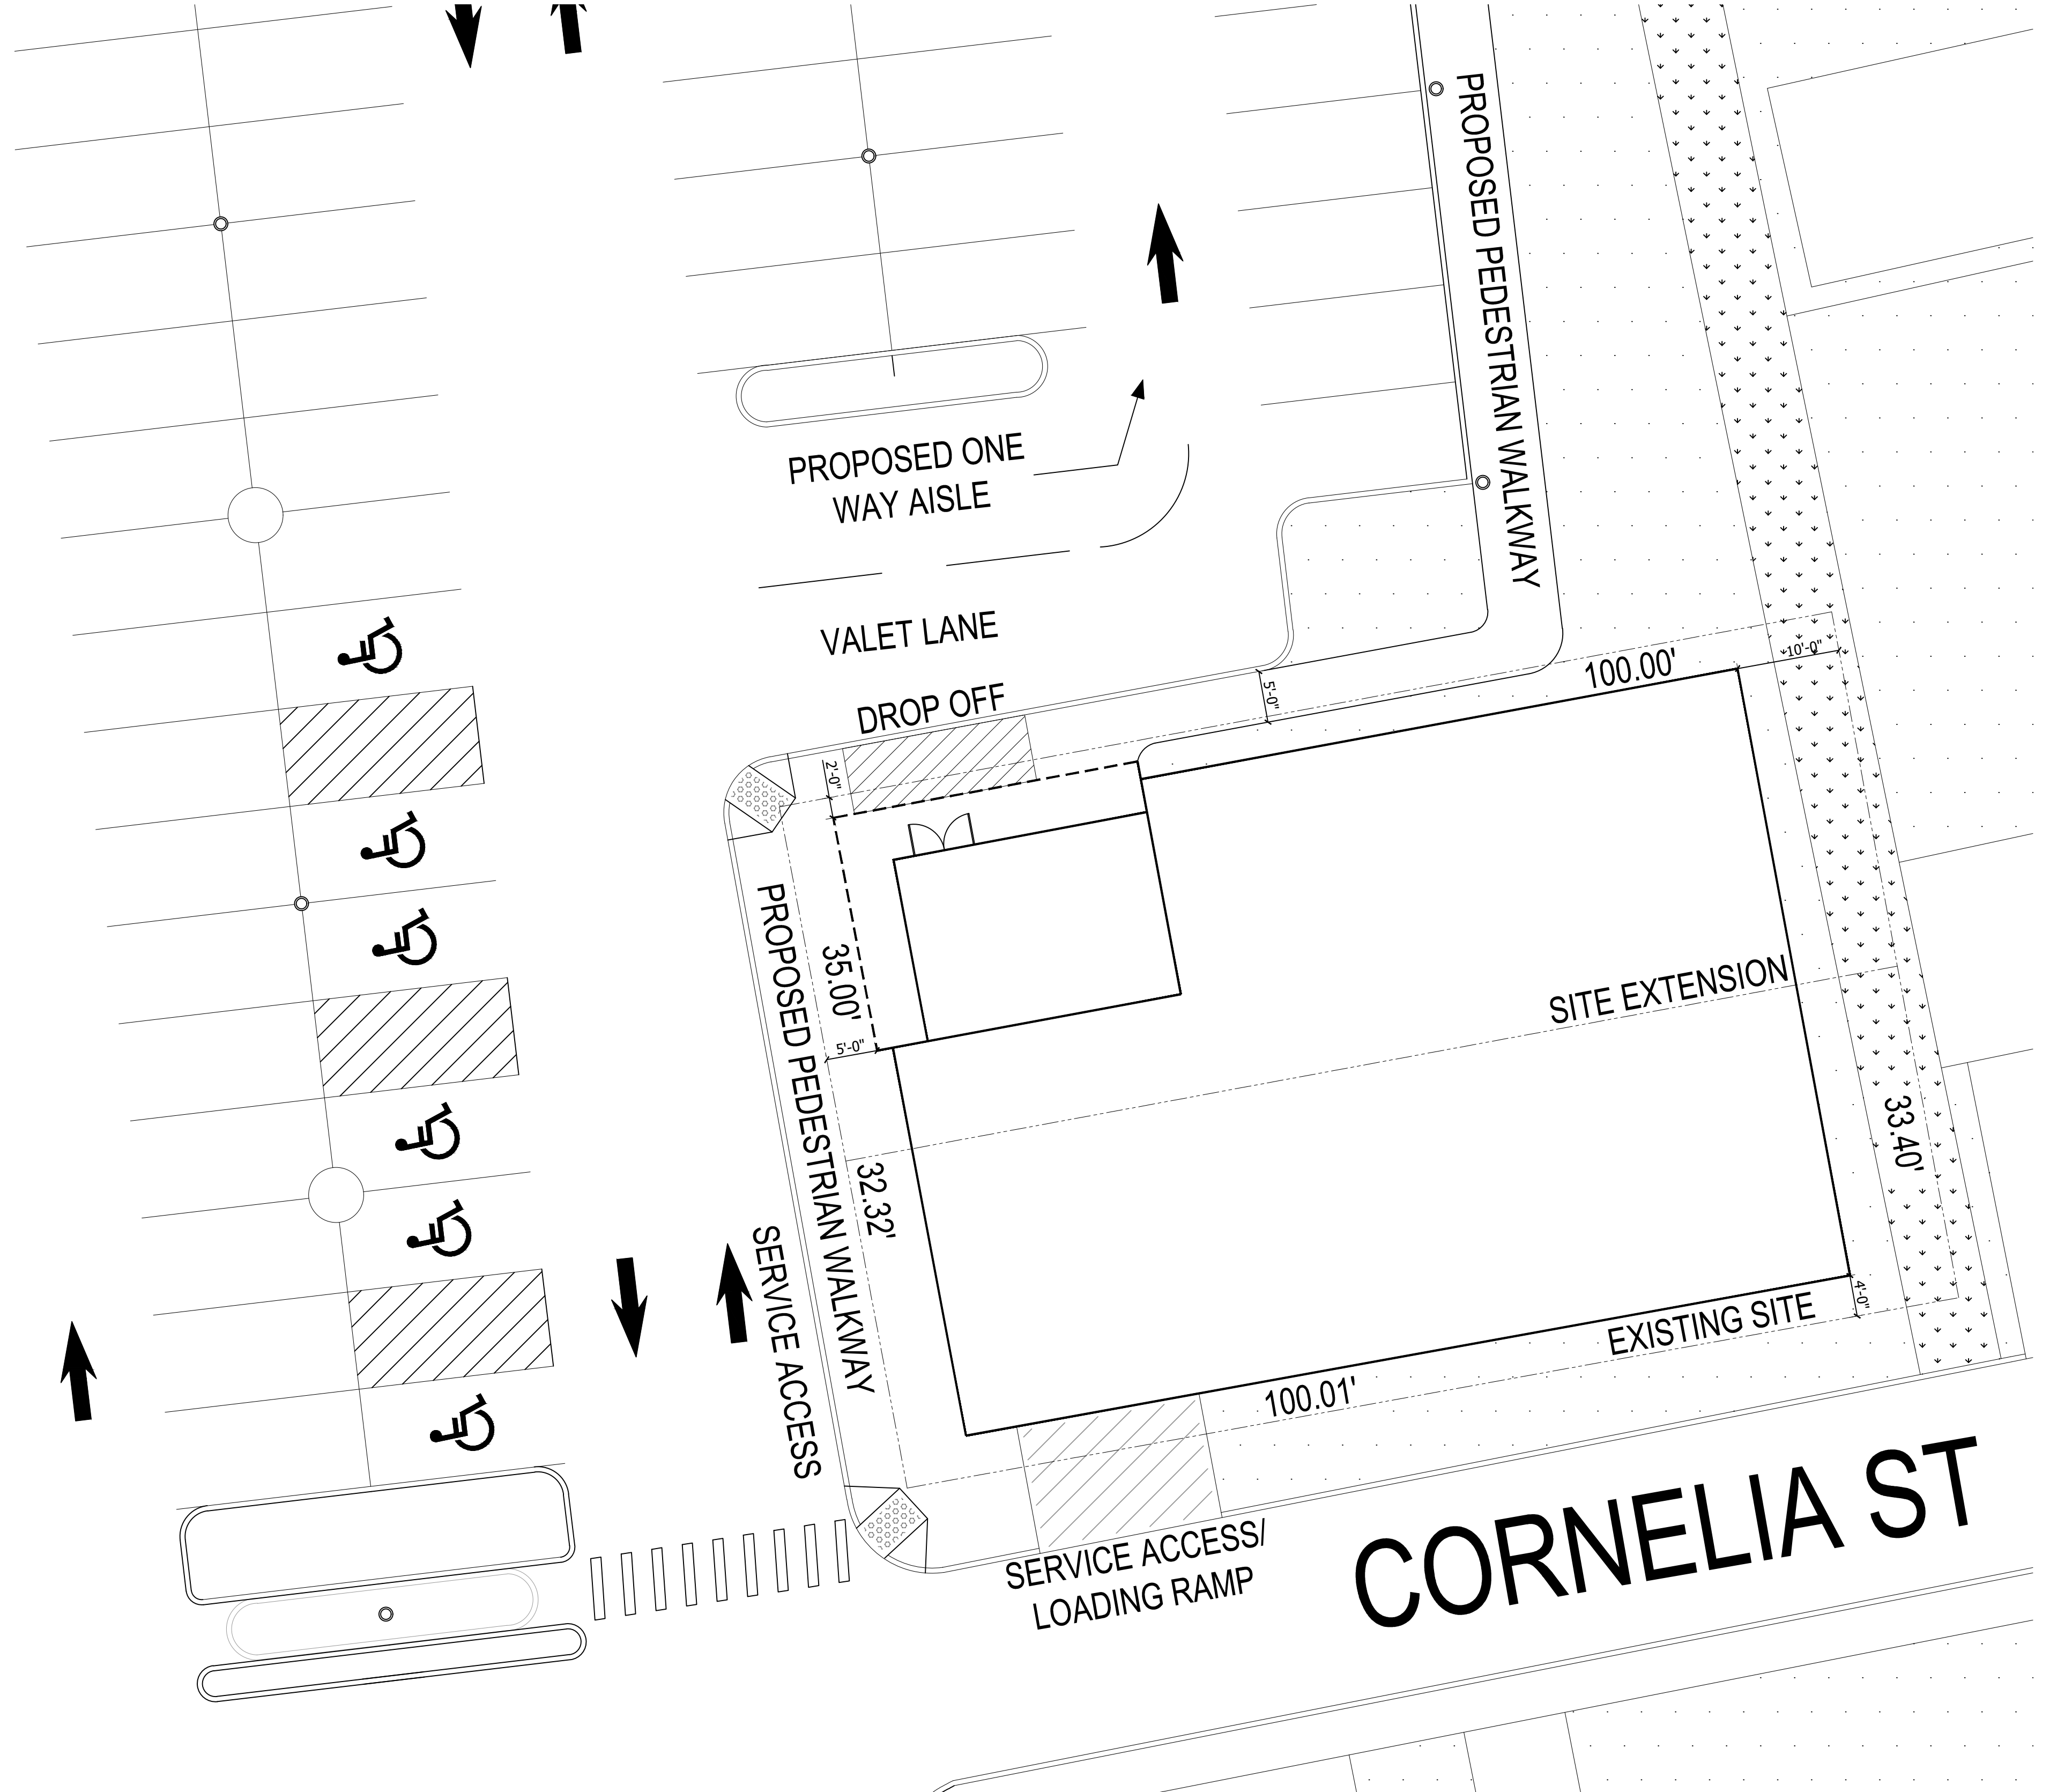 PROPOSED PEDESTRIAN WALKWAY
PROPOSED ONE
WAY AISLE
VALET LANE
DROP OFF
100.00'
10'-0"
5'-0"
2'-0"
PROPOSED PEDESTRIAN WALKWAY
35.00'
5'-0"
SITE EXTENSION
33.40'
32.32'
SERVICE ACCESS
4'-0"
EXISTING SITE
100.01'
SERVICE ACCESS/
LOADING RAMP
CORNELIA ST